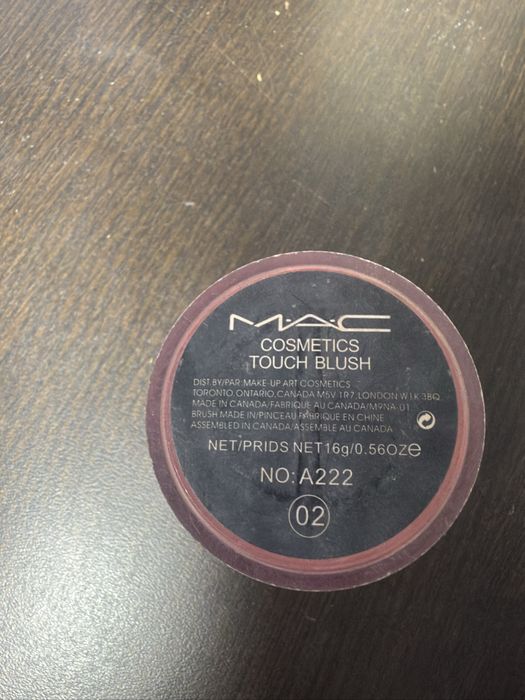 M·A·C
COSMETICS
TOUCH BLUSH
DIST.BY/PAR:MAKE-UP ART COSMETICS
TORONTO,ONTARIO,CANADA M5V 1R7,LONDON W1K 3BQ
MADE IN CANADA/FABRIQUE AU CANADA/M9NA-01
BRUSH MADE IN/PINCEAU FABRIQUE EN CHINE
ASSEMBLED IN CANADA/ASSEMBLE AU CANADA
NET/PRIDS NET16g/0.56OZe
NO:A222
02